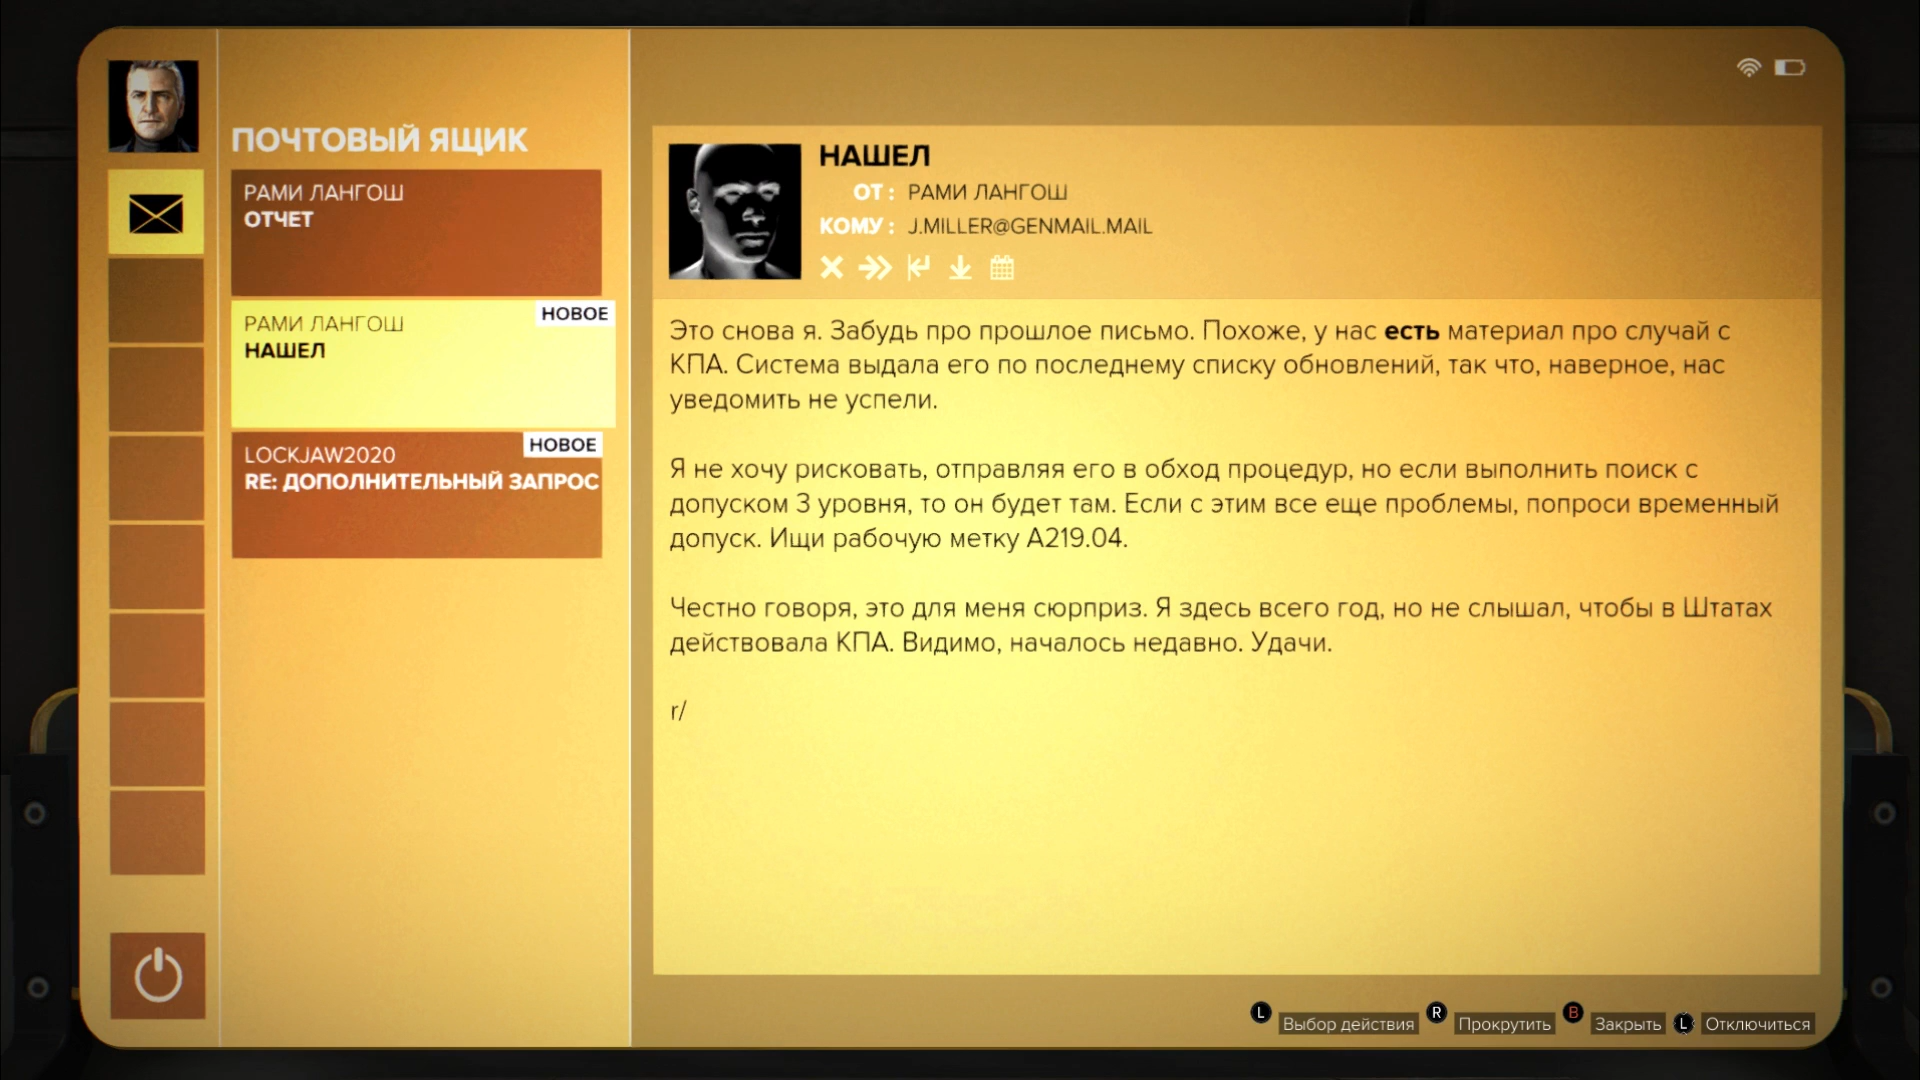 ПОЧТОВЫЙ ЯЩИК
РАМИ ЛАНГОШ
ОТЧЕТ
НОВОЕ
РАМИ ЛАНГОШ
НАШЕЛ
НОВОЕ
LOCKJAW2020
RE: ДОПОЛНИТЕЛЬНЫЙ ЗАПРОС
НАШЕЛ
ОТ : РАМИ ЛАНГОШ
КОМУ : J.MILLER@GENMAIL.MAIL
Это снова я. Забудь про прошлое письмо. Похоже, у нас есть материал про случай с
КПА. Система выдала его по последнему списку обновлений, так что, наверное, нас
уведомить не успели.
Я не хочу рисковать, отправляя его в обход процедур, но если выполнить поиск с
допуском 3 уровня, то он будет там. Если с этим все еще проблемы, попроси временный
допуск. Ищи рабочую метку A219.04.
Честно говоря, это для меня сюрприз. Я здесь всего год, но не слышал, чтобы в Штатах
действовала КПА. Видимо, началось недавно. Удачи.
r/
L Выбор действия R Прокрутить B Закрыть L Отключиться